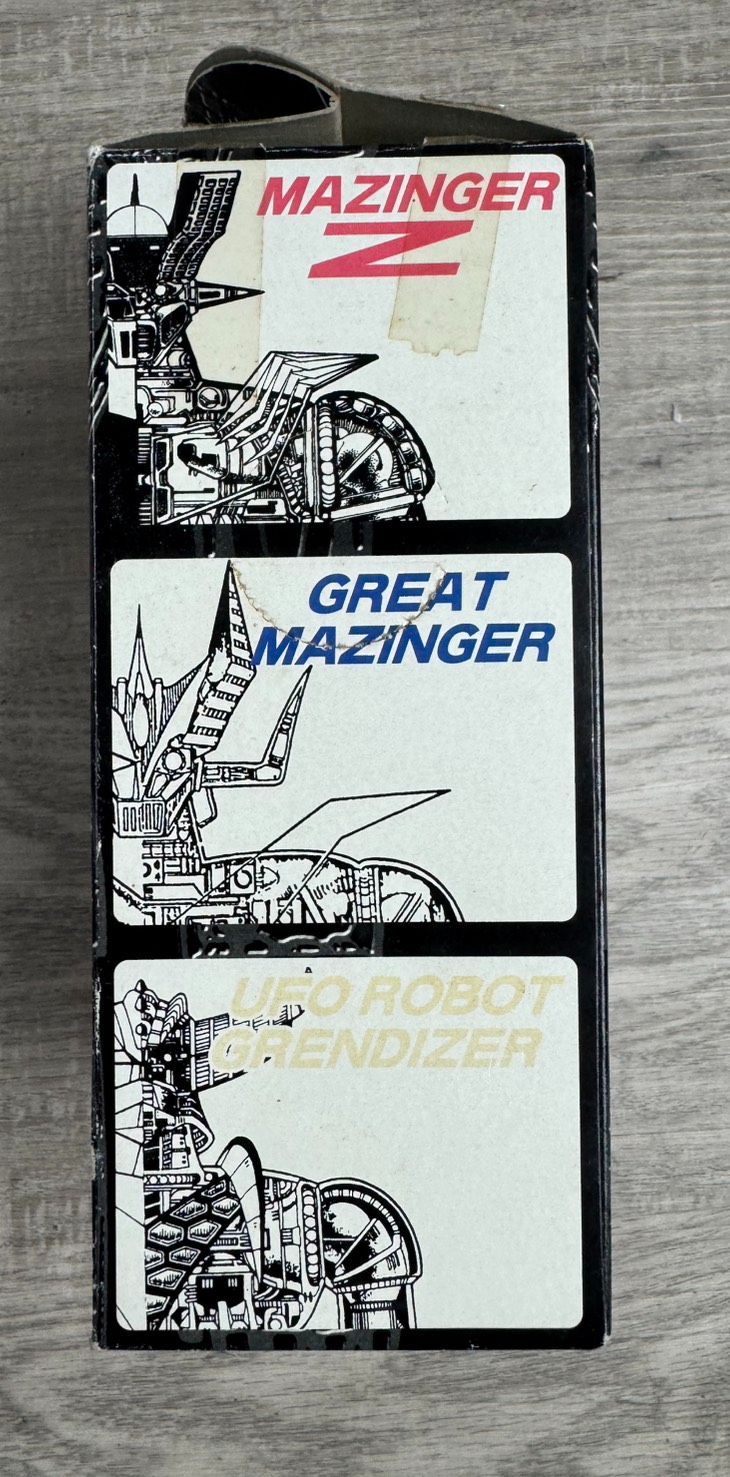 MAZINGER
Z
GREAT
MAZINGER
UFO ROBOT
GRENDIZER